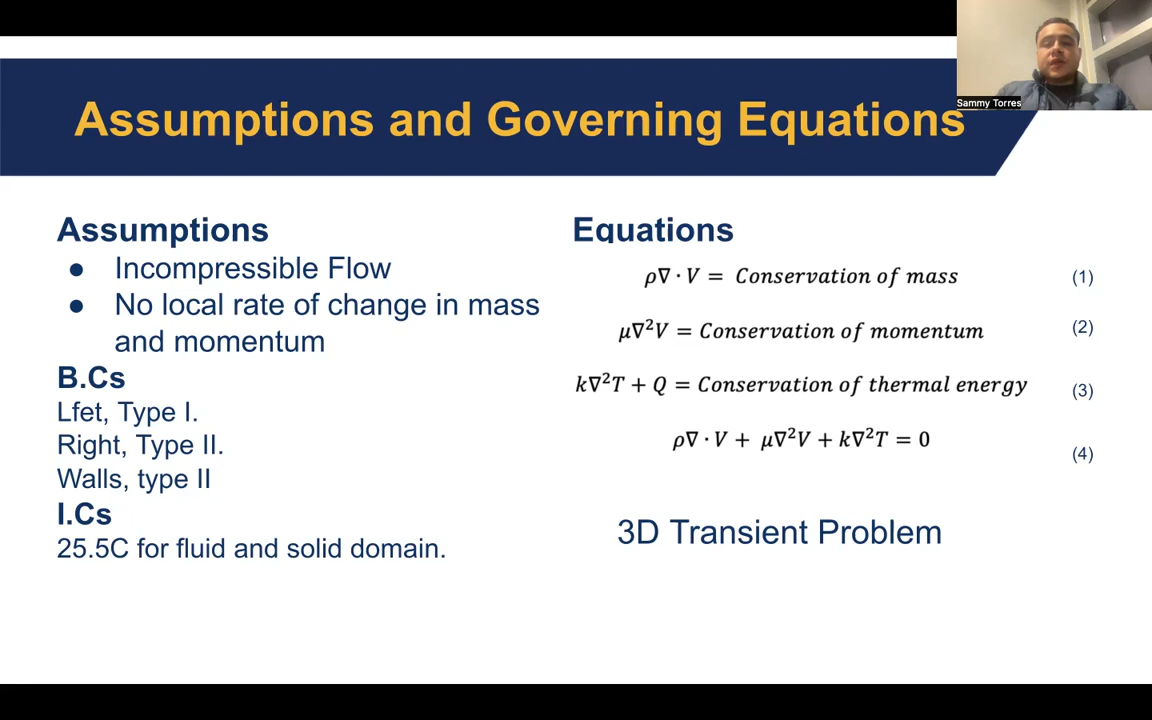 Sammy Torres
Assumptions and Governing Equations
Assumptions
● Incompressible Flow
● No local rate of change in mass
and momentum
B.Cs
Lfet, Type I.
Right, Type II.
Walls, type II
I.Cs
25.5C for fluid and solid domain.
Equations
ρ∇ · V = Conservation of mass (1)
μ∇²V = Conservation of momentum (2)
k∇²T + Q = Conservation of thermal energy (3)
ρ∇ · V + μ∇²V + k∇²T = 0 (4)
3D Transient Problem